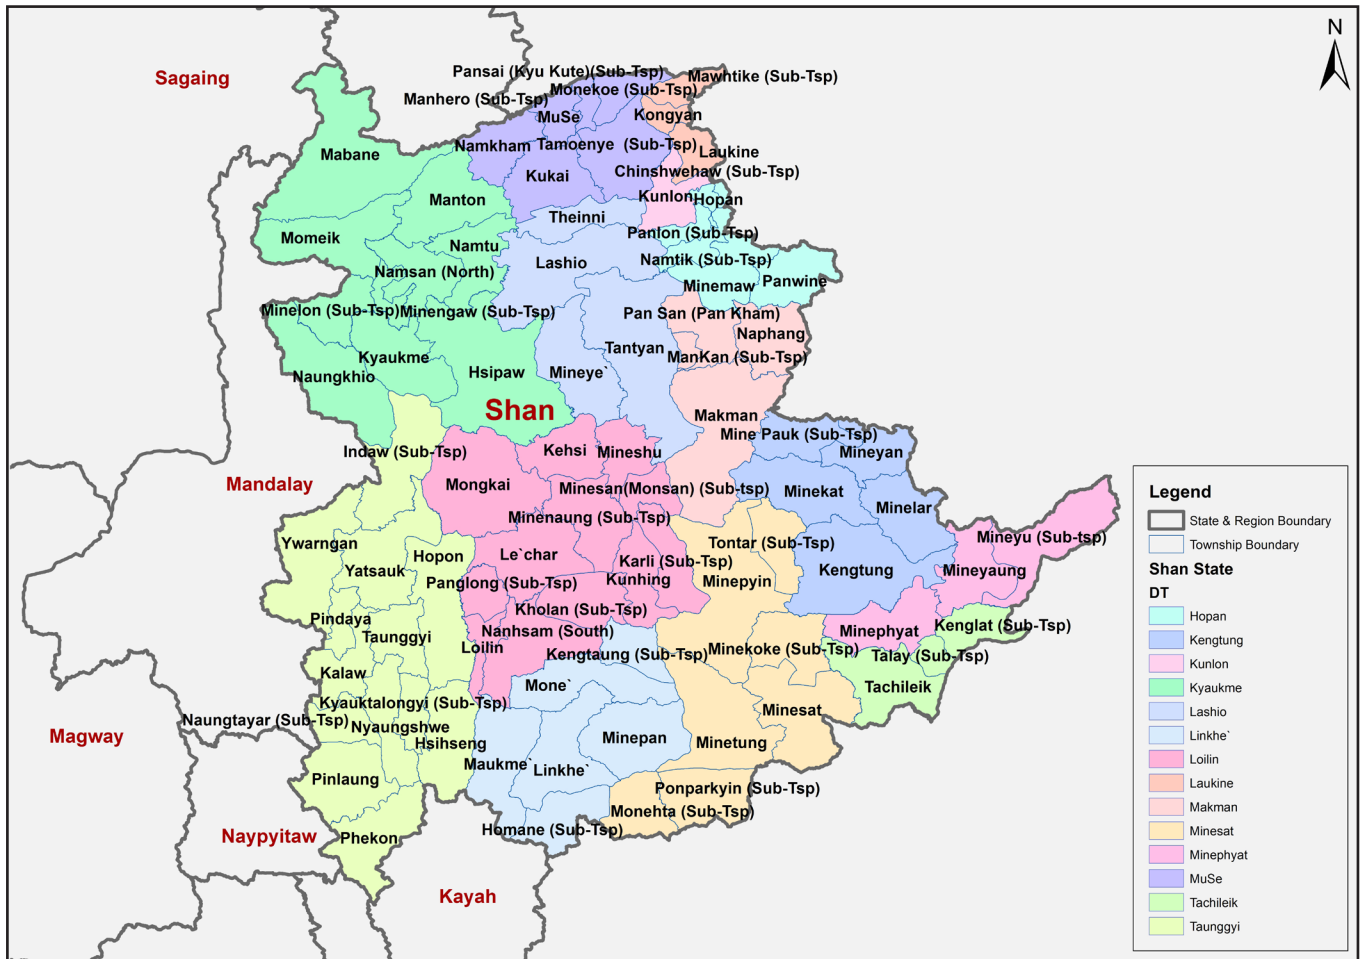 N
Sagaing
Pansai (Kyu Kute)(Sub-Tsp)
Mawhtike (Sub-Tsp)
Monekoe (Sub-Tsp)
Manhero (Sub-Tsp)
MuSe
Kongyan
Namkham
Tamoenye (Sub-Tsp)
Laukine
Mabane
Kukai
Chinshwehaw (Sub-Tsp)
Manton
Kunlon
Hopan
Theinni
Momeik
Panlon (Sub-Tsp)
Namtu
Lashio
Namtik (Sub-Tsp)
Namsan (North)
Minemaw
Panwine
Minelon (Sub-Tsp)
Minengaw (Sub-Tsp)
Pan San (Pan Kham)
Naphang
Tantyan
Kyaukme
ManKan (Sub-Tsp)
Naungkhio
Hsipaw
Mineye`
Shan
Makman
Mine Pauk (Sub-Tsp)
Indaw (Sub-Tsp)
Kehsi
Mineshu
Mineyan
Mandalay
Mongkai
Minesan(Monsan) (Sub-tsp)
Minekat
Minelar
Minenaung (Sub-Tsp)
Ywarngan
Hopon
Le`char
Tontar (Sub-Tsp)
Mineyu (Sub-tsp)
Yatsauk
Karli (Sub-Tsp)
Kengtung
Mineyaung
Panglong (Sub-Tsp)
Kunhing
Minepyin
Kholan (Sub-Tsp)
Pindaya
Taunggyi
Nanhsam (South)
Minephyat
Kenglat (Sub-Tsp)
Loilin
Kengtaung (Sub-Tsp)
Minekoke (Sub-Tsp)
Talay (Sub-Tsp)
Kalaw
Mone`
Tachileik
Kyauktalongyi (Sub-Tsp)
Minesat
Naungtayar (Sub-Tsp)
Nyaungshwe
Magway
Hsihseng
Minepan
Minetung
Maukme`
Linkhe`
Pinlaung
Ponparkyin (Sub-Tsp)
Monehta (Sub-Tsp)
Homane (Sub-Tsp)
Naypyitaw
Phekon
Kayah
Legend
State & Region Boundary
Township Boundary
Shan State
DT
Hopan
Kengtung
Kunlon
Kyaukme
Lashio
Linkhe`
Loilin
Laukine
Makman
Minesat
Minephyat
MuSe
Tachileik
Taunggyi